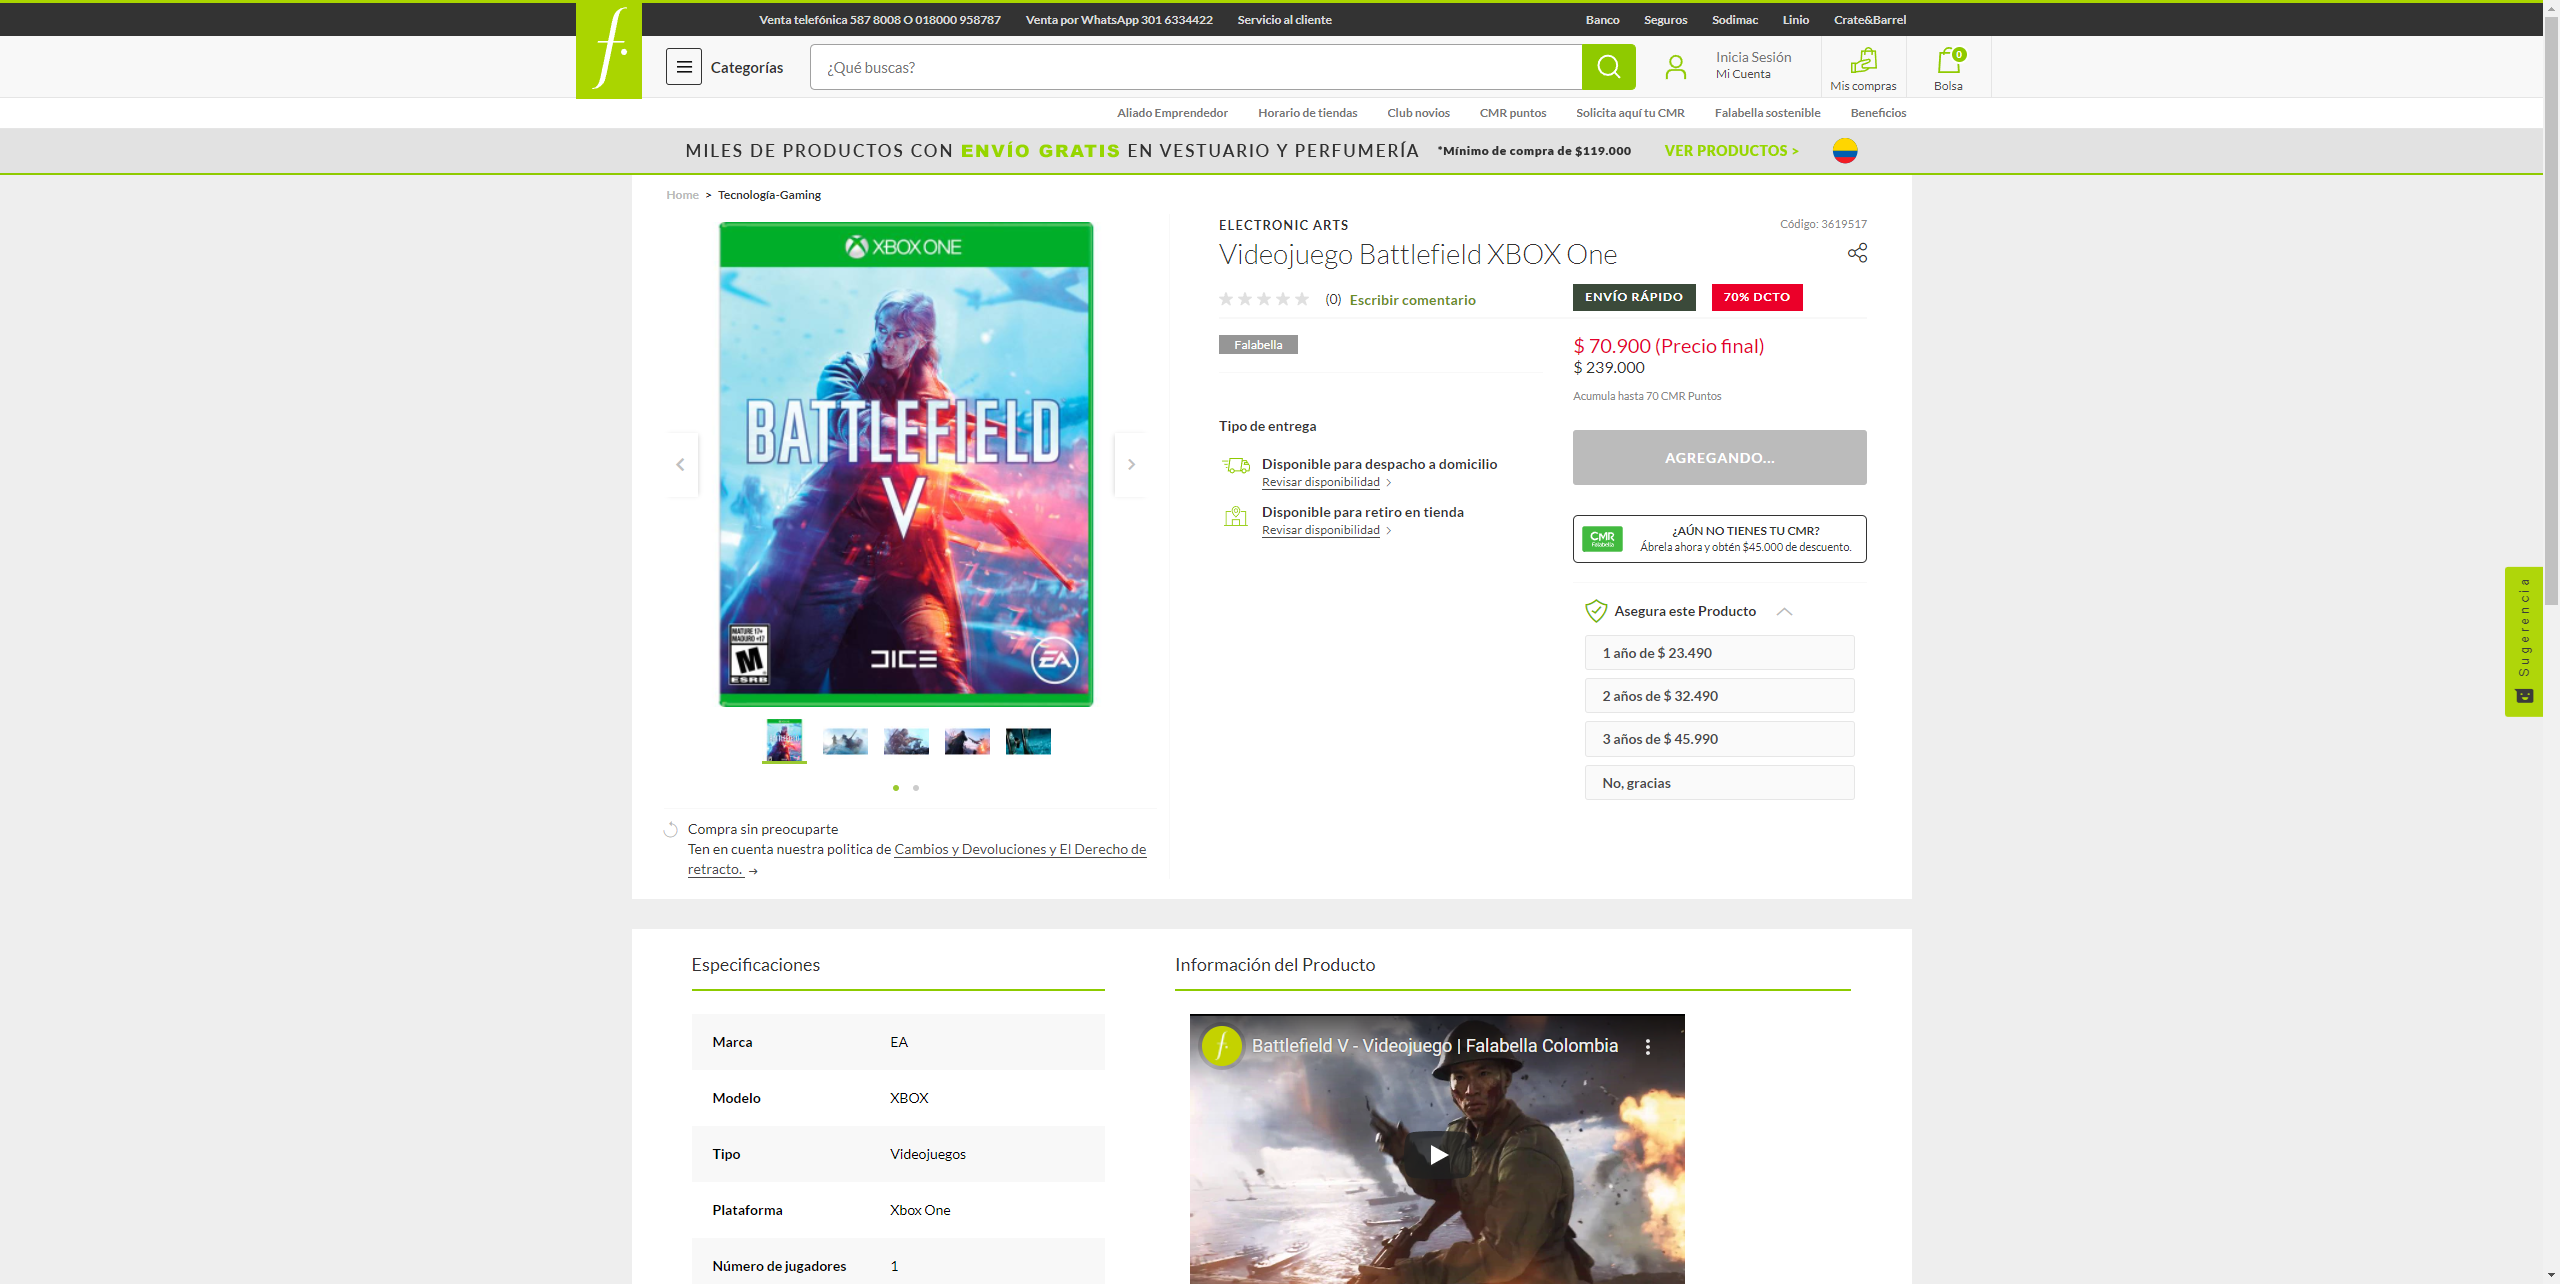 Venta telefónica 587 8008 O 018000 958787 Venta por WhatsApp 301 6334422 Servicio al cliente Banco Seguros Sodimac Linio Crate&Barrel
f.
Categorías
¿Qué buscas?
Inicia Sesión
Mi Cuenta
Mis compras
0
Bolsa
Aliado Emprendedor Horario de tiendas Club novios CMR puntos Solicita aquí tu CMR Falabella sostenible Beneficios
MILES DE PRODUCTOS CON ENVÍO GRATIS EN VESTUARIO Y PERFUMERÍA *Mínimo de compra de $119.000 VER PRODUCTOS >
Home > Tecnología-Gaming
XBOX ONE
BATTLEFIELD
V
MATURE 17+
MADURO +17
M
ESRB
DICE
EA
Compra sin preocuparte
Ten en cuenta nuestra politica de Cambios y Devoluciones y El Derecho de
retracto. →
ELECTRONIC ARTS
Código: 3619517
Videojuego Battlefield XBOX One
(0) Escribir comentario
ENVÍO RÁPIDO
70% DCTO
Falabella
$ 70.900 (Precio final)
$ 239.000
Acumula hasta 70 CMR Puntos
Tipo de entrega
Disponible para despacho a domicilio
Revisar disponibilidad >
Disponible para retiro en tienda
Revisar disponibilidad >
AGREGANDO...
CMR
Falabella
¿AÚN NO TIENES TU CMR?
Ábrela ahora y obtén $45.000 de descuento.
Asegura este Producto
1 año de $ 23.490
2 años de $ 32.490
3 años de $ 45.990
No, gracias
Sugerencia
Especificaciones
Marca EA
Modelo XBOX
Tipo Videojuegos
Plataforma Xbox One
Número de jugadores 1
Información del Producto
f.
Battlefield V - Videojuego | Falabella Colombia